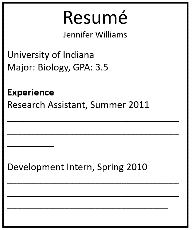 Resumé
Jennifer Williams
University of Indiana
Major: Biology, GPA: 3.5
Experience
Research Assistant, Summer 2011
Development Intern, Spring 2010